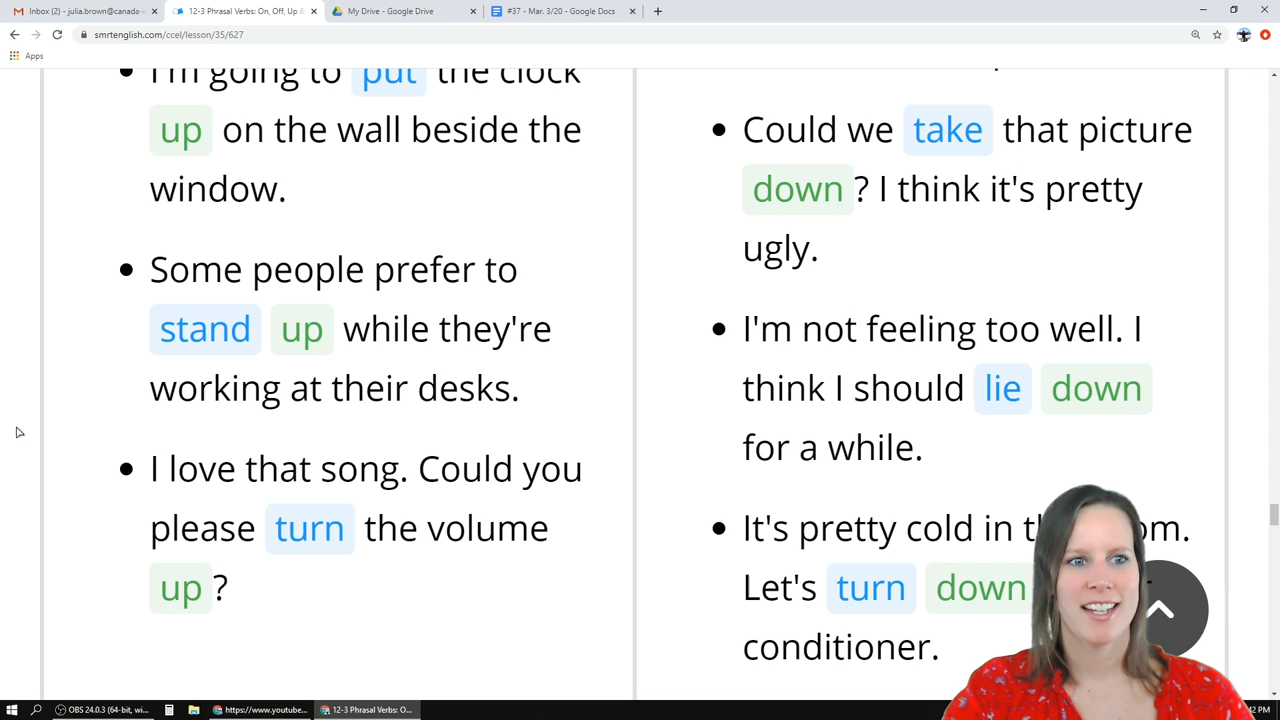 Inbox (2) - julia.brown@canada-
12-3 Phrasal Verbs: On, Off, Up &
My Drive - Google Drive
#37 - Mar. 3/20 - Google Docs
smrtenglish.com/ccel/lesson/35/627
Apps
I'm going to put the clock
up on the wall beside the
window.
Some people prefer to
stand up while they're
working at their desks.
I love that song. Could you
please turn the volume
up?
Could we take that picture
down? I think it's pretty
ugly.
I'm not feeling too well. I
think I should lie down
for a while.
It's pretty cold in
Let's turn down
conditioner.
OBS 24.0.3 (64-bit, wi...
https://www.youtube...
12-3 Phrasal Verbs: O...